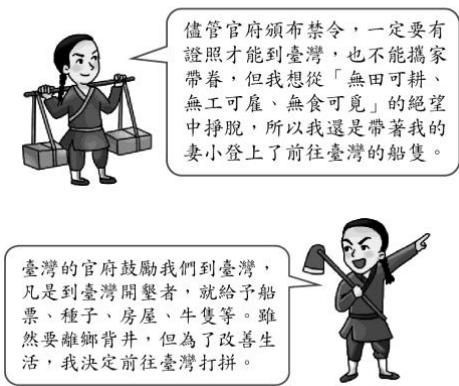 儘管官府頒布禁令，一定要有
證照才能到臺灣，也不能攜家
帶眷，但我想從「無田可耕、
無工可雇、無食可覓」的絕望
中掙脫，所以我還是帶著我的
妻小登上了前往臺灣的船隻。
臺灣的官府鼓勵我們到臺灣，
凡是到臺灣開墾者，就給予船
票、種子、房屋、牛隻等。雖
然要離鄉背井，但為了改善生
活，我決定前往臺灣打拼。